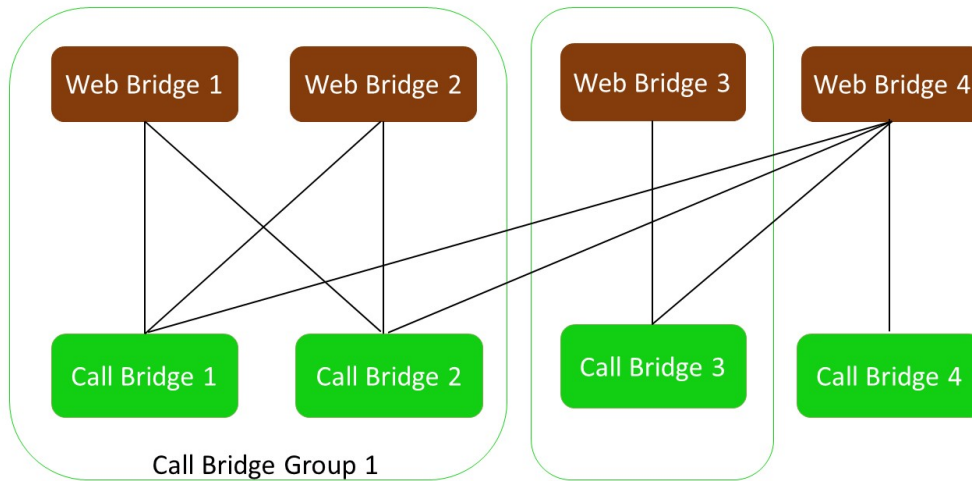 Web Bridge 1
Web Bridge 2
Web Bridge 3
Web Bridge 4
Call Bridge 1
Call Bridge 2
Call Bridge 3
Call Bridge 4
Call Bridge Group 1